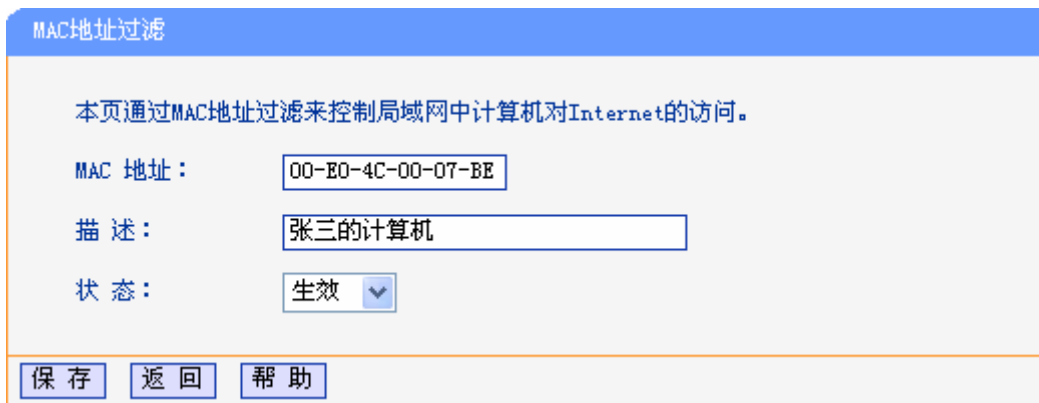 MAC地址过滤
本页通过MAC地址过滤来控制局域网中计算机对Internet的访问。
MAC 地址： 00-E0-4C-00-07-BE
描 述： 张三的计算机
状 态： 生效
保 存 返 回 帮 助